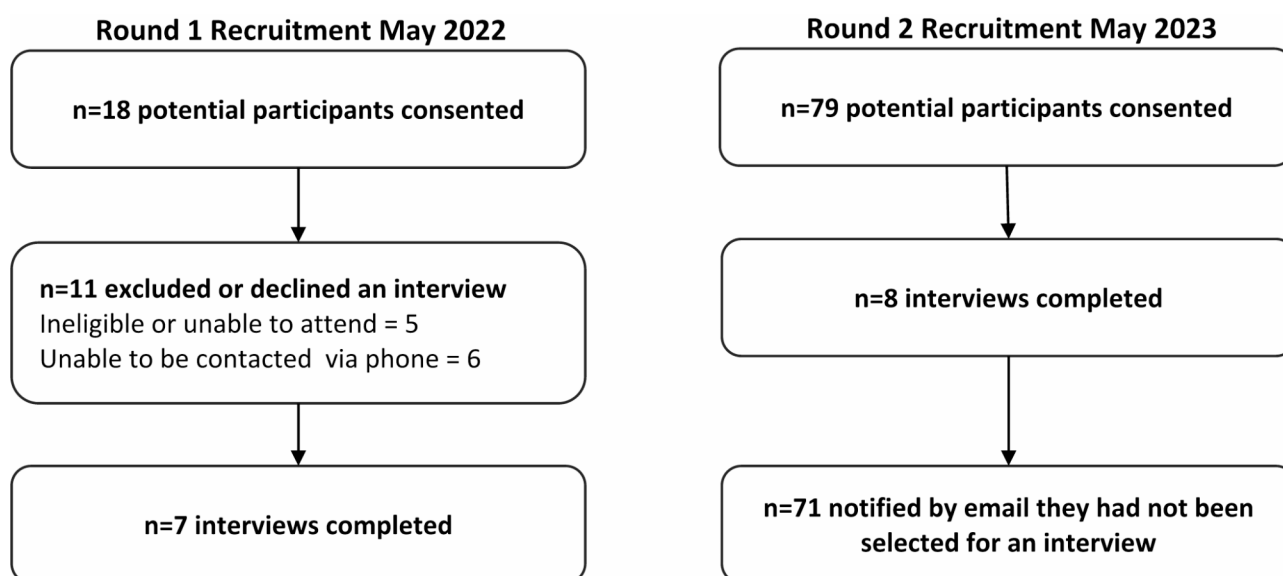 Round 1 Recruitment May 2022
n=18 potential participants consented
n=11 excluded or declined an interview
Ineligible or unable to attend = 5
Unable to be contacted  via phone = 6
n=7 interviews completed
Round 2 Recruitment May 2023
n=79 potential participants consented
n=8 interviews completed
n=71 notified by email they had not been
selected for an interview